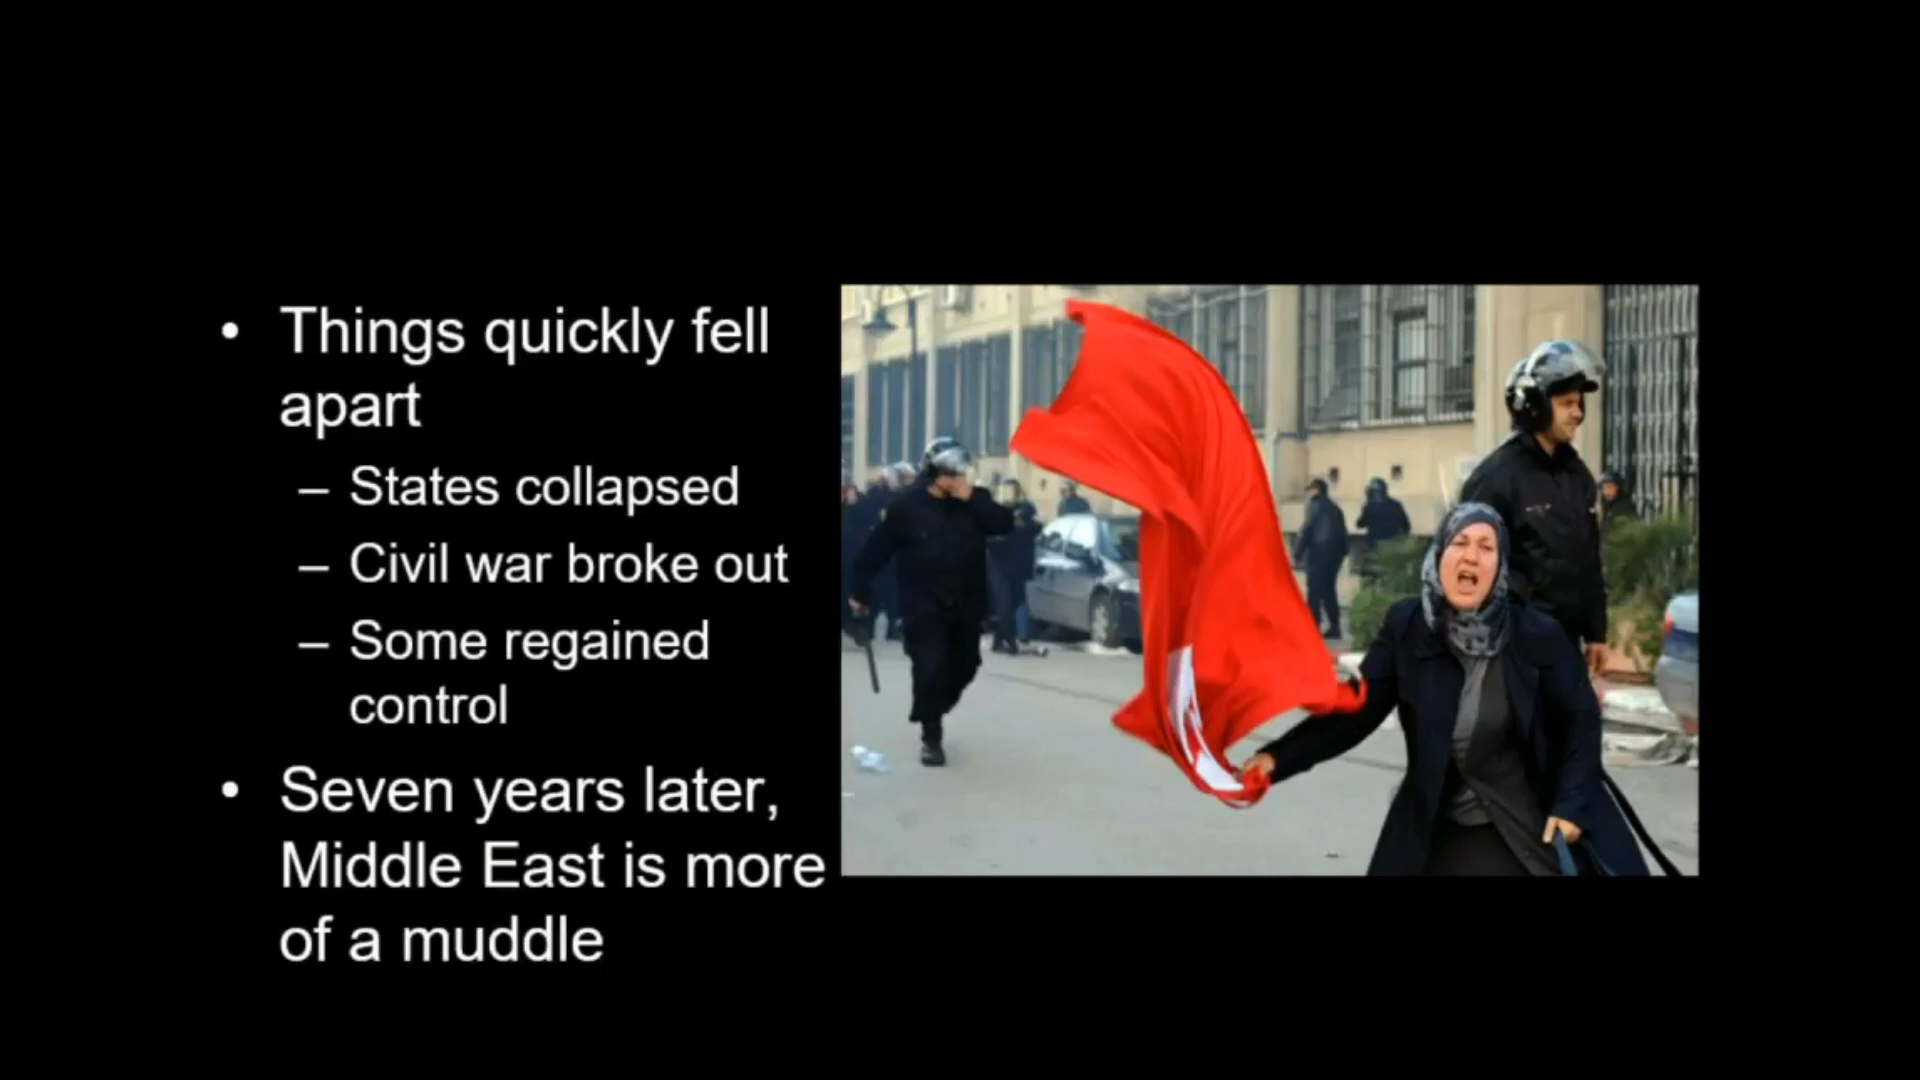 • Things quickly fell
apart
– States collapsed
– Civil war broke out
– Some regained
control
• Seven years later,
Middle East is more
of a muddle